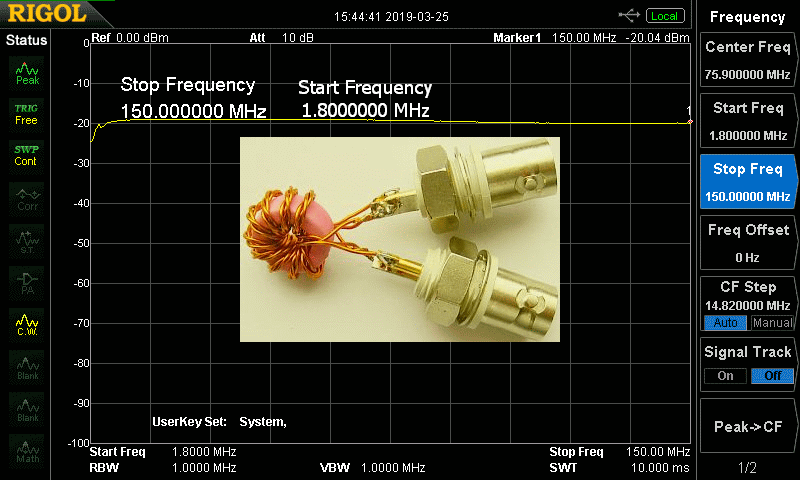 RIGOL
15:44:41 2019-03-25
Local
Status
Ref 0.00 dBm
Att 10 dB
Marker1 150.00 MHz -20.04 dBm
Peak
TRIG
Free
SWP
Cont
Corr
S.T
PA
C.W.
Blank
Blank
Math
0
-10
-20
-30
-40
-50
-60
-70
-80
-90
-100
Stop Frequency
150.000000 MHz
Start Frequency
1.8000000 MHz
1
UserKey Set: System,
Start Freq 1.8000 MHz
Stop Freq 150.00 MHz
RBW 1.0000 MHz
VBW 1.0000 MHz
SWT 10.000 ms
Frequency
Center Freq
75.900000 MHz
Start Freq
1.800000 MHz
Stop Freq
150.00000 MHz
Freq Offset
0 Hz
CF Step
14.820000 MHz
Auto Manual
Signal Track
On Off
Peak->CF
1/2